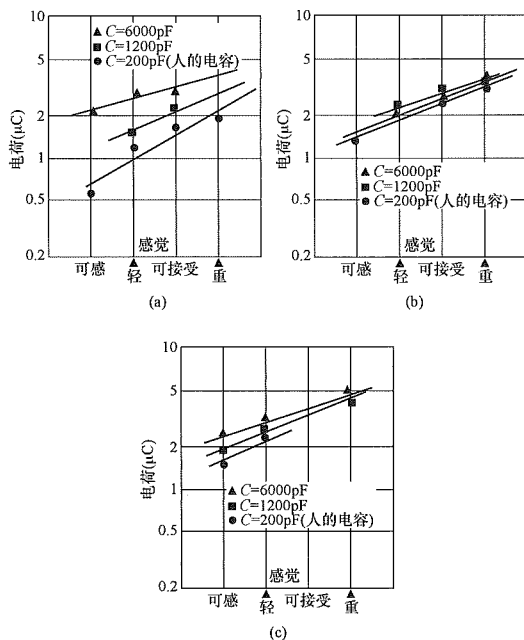 10
5
2
1
0.5
0.2
电荷(μC)
C=6000pF
C=1200pF
C=200pF(人的电容)
感觉
可感
轻
可接受
重
(a)
10
5
2
1
0.5
0.2
电荷(μC)
C=6000pF
C=1200pF
C=200pF(人的电容)
感觉
可感
轻
可接受
重
(b)
10
5
2
1
0.5
0.2
电荷(μC)
C=6000pF
C=1200pF
C=200pF(人的电容)
感觉
可感
轻
可接受
重
(c)